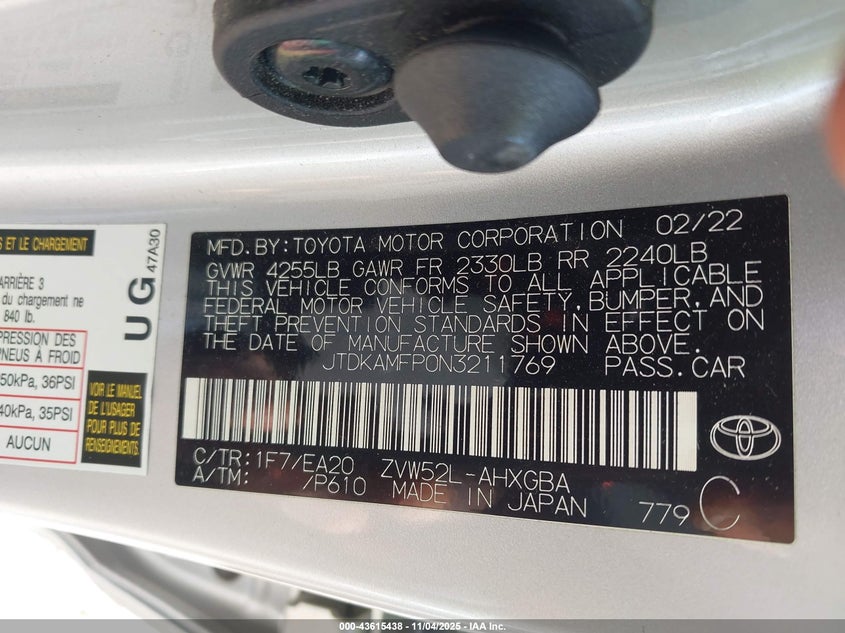 S ET LE CHARGEMENT
ARRIÈRE 3
du chargement ne
840 lb.
PRESSION DES
PNEUS À FROID
50kPa, 36PSI
40kPa, 35PSI
AUCUN
VOIR LE MANUEL
DE L'USAGER
POUR PLUS DE
RENSEIGNEMENTS
UG
47A30
MFD. BY: TOYOTA MOTOR CORPORATION 02/22
GVWR 4255LB GAWR FR 2330LB RR 2240LB
THIS VEHICLE CONFORMS TO ALL APPLICABLE
FEDERAL MOTOR VEHICLE SAFETY, BUMPER, AND
THEFT PREVENTION STANDARDS IN EFFECT ON
THE DATE OF MANUFACTURE SHOWN ABOVE.
JTDKAMFP0N3211769 PASS. CAR
C/TR: 1F7/EA20 ZVW52L-AHXGBA
A/TM: /P610 MADE IN JAPAN
779 C
000-43615438 - 11/04/2025 - IAA Inc.